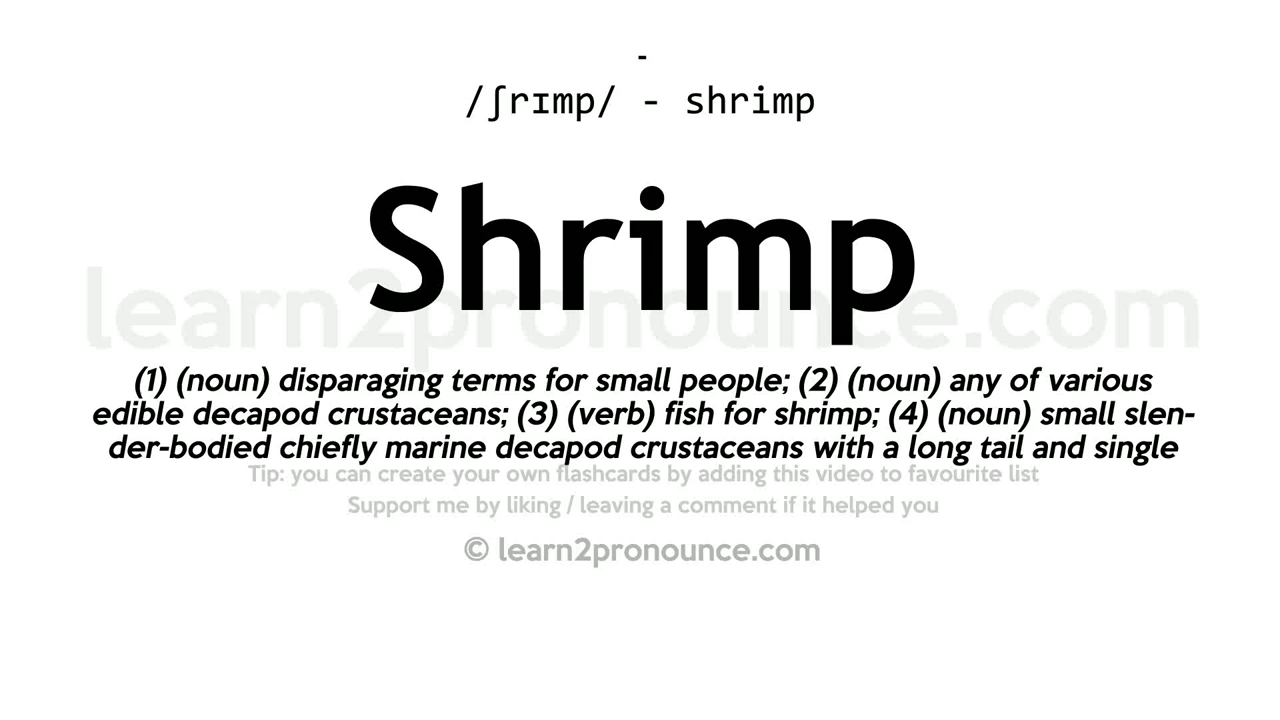 -
/ʃrɪmp/ - shrimp
Shrimp
learn2pronounce.com
(1) (noun) disparaging terms for small people; (2) (noun) any of various
edible decapod crustaceans; (3) (verb) fish for shrimp; (4) (noun) small slen-
der-bodied chiefly marine decapod crustaceans with a long tail and single
Tip: you can create your own flashcards by adding this video to favourite list
Support me by liking / leaving a comment if it helped you
© learn2pronounce.com